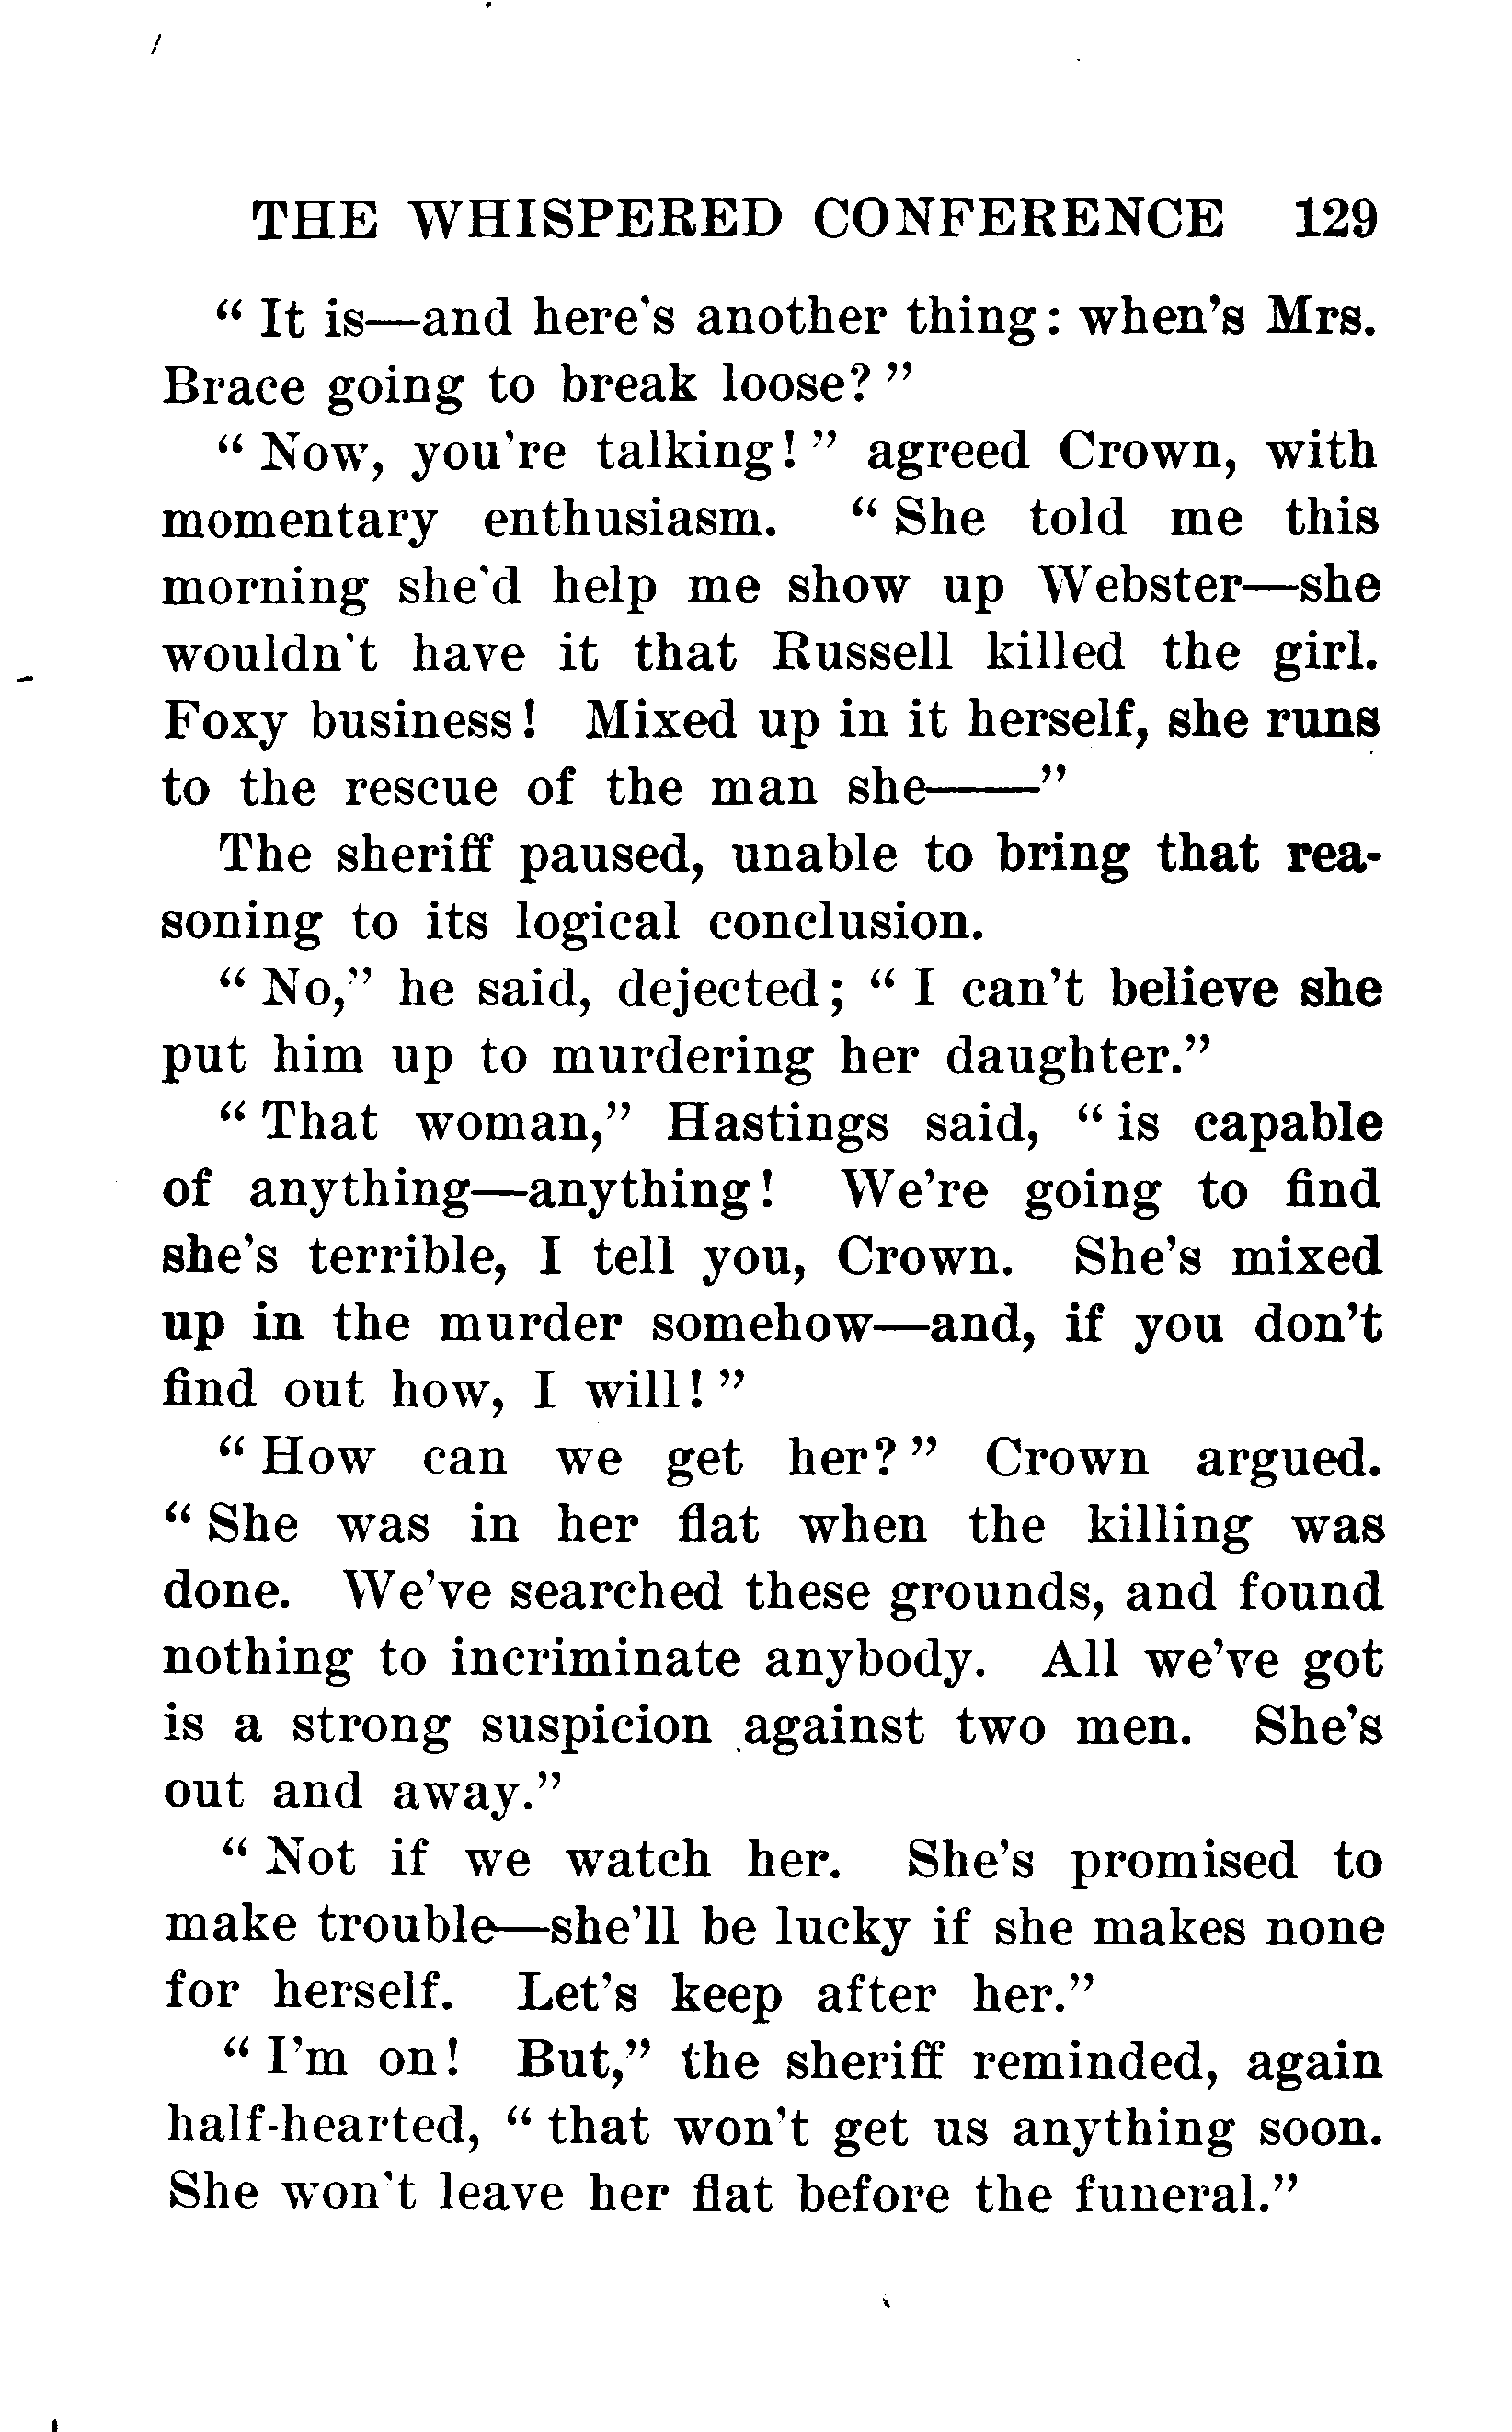 THE WHISPERED CONFERENCE 129
“ It is—and here's another thing: when's Mrs.
Brace going to break loose? ”
“ Now, you're talking! ” agreed Crown, with
momentary enthusiasm. “ She told me this
morning she'd help me show up Webster—she
wouldn't have it that Russell killed the girl.
Foxy business! Mixed up in it herself, she runs
to the rescue of the man she——”
The sheriff paused, unable to bring that rea-
soning to its logical conclusion.
“ No,” he said, dejected; “ I can't believe she
put him up to murdering her daughter.”
“ That woman,” Hastings said, “ is capable
of anything—anything! We're going to find
she's terrible, I tell you, Crown. She's mixed
up in the murder somehow—and, if you don't
find out how, I will! ”
“ How can we get her? ” Crown argued.
“ She was in her flat when the killing was
done. We've searched these grounds, and found
nothing to incriminate anybody. All we've got
is a strong suspicion against two men. She's
out and away.”
“ Not if we watch her. She's promised to
make trouble—she'll be lucky if she makes none
for herself. Let's keep after her.”
“ I'm on! But,” the sheriff reminded, again
half-hearted, “ that won't get us anything soon.
She won't leave her flat before the funeral.”